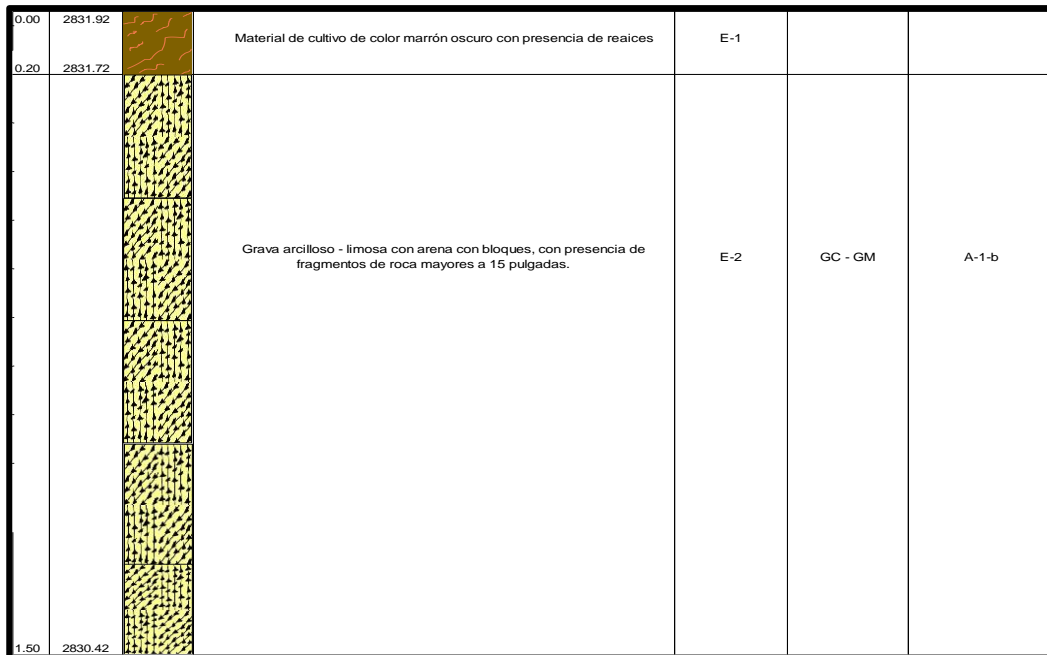 0.00 2831.92
Material de cultivo de color marrón oscuro con presencia de reaices E-1
0.20 2831.72
Grava arcilloso - limosa con arena con bloques, con presencia de
fragmentos de roca mayores a 15 pulgadas.
E-2 GC - GM A-1-b
1.50 2830.42